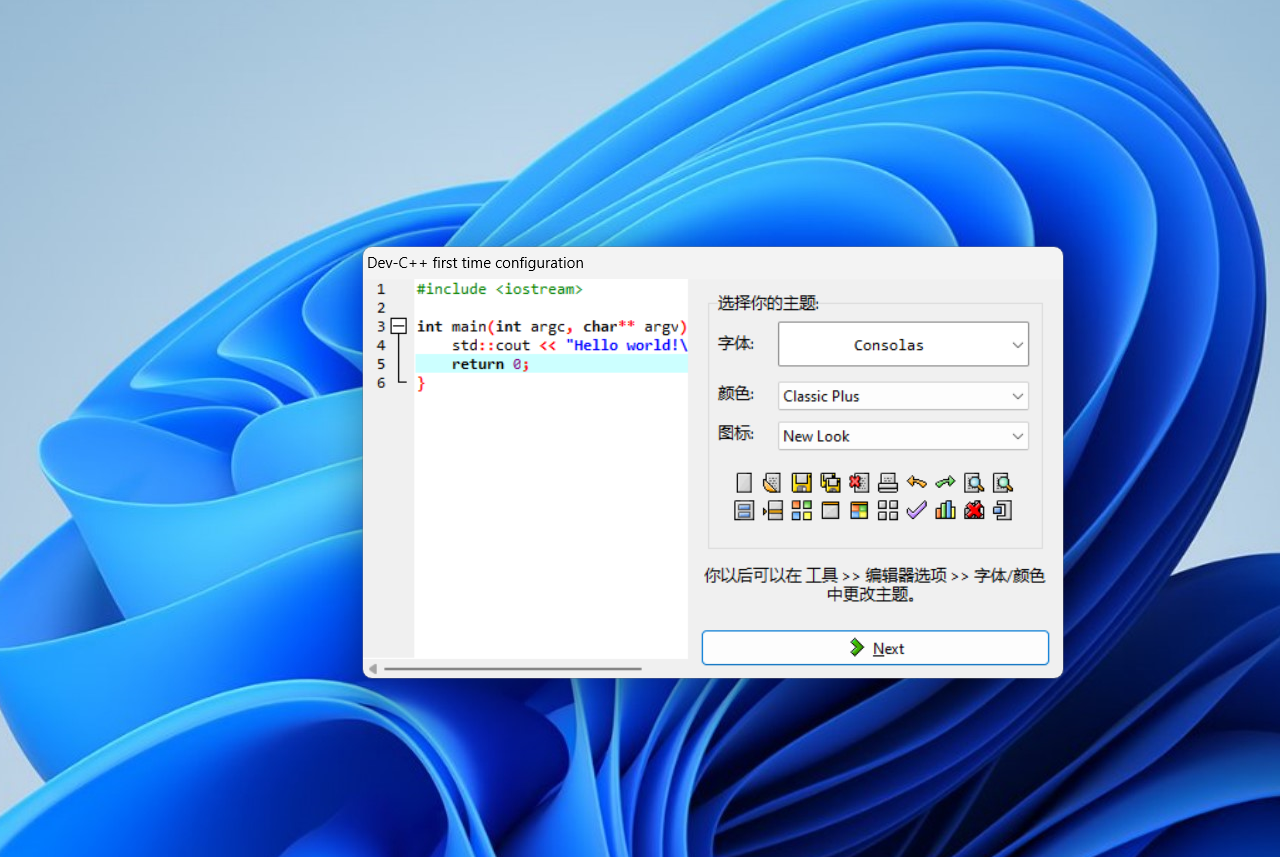 Dev-C++ first time configuration
1 #include <iostream>
2
3 int main(int argc, char** argv)
4 std::cout << "Hello world!\
5 return 0;
6 }
选择你的主题:
字体: Consolas
颜色: Classic Plus
图标: New Look
你以后可以在 工具 >> 编辑器选项 >> 字体/颜色
中更改主题。
Next